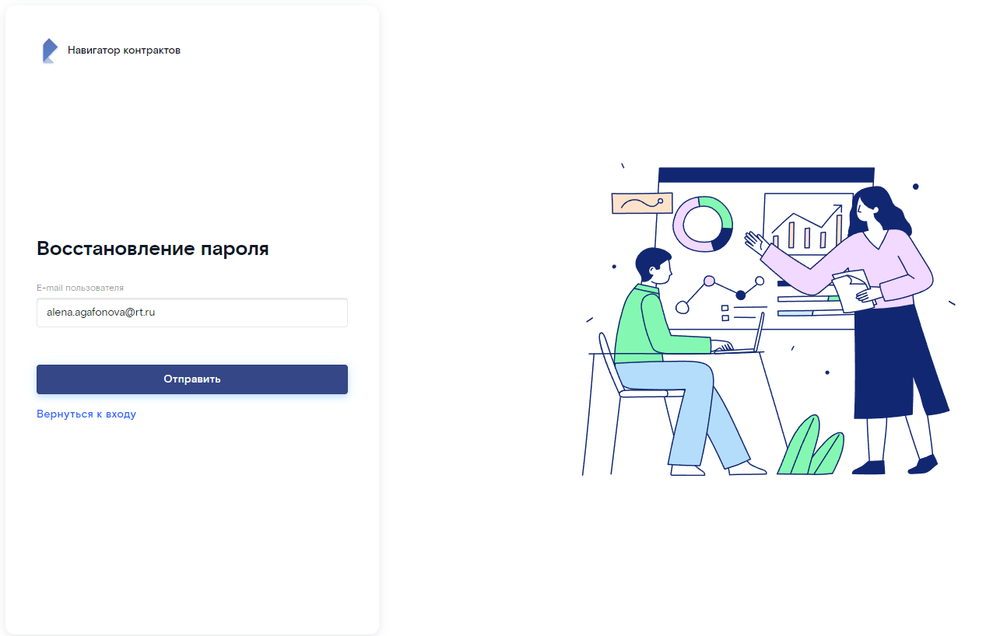 Навигатор контрактов
Восстановление пароля
E-mail пользователя
alena.agafonova@rt.ru
Отправить
Вернуться к входу